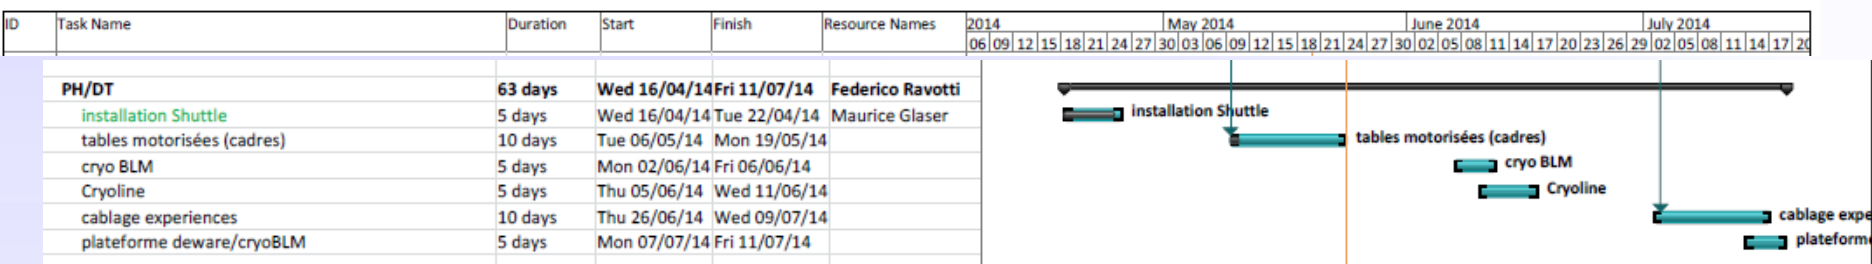 ID Task Name Duration Start Finish Resource Names 2014 May 2014 June 2014 July 2014
06 09 12 15 18 21 24 27 30 03 06 09 12 15 18 21 24 27 30 02 05 08 11 14 17 20 23 26 29 02 05 08 11 14 17 20
PH/DT 63 days Wed 16/04/14 Fri 11/07/14 Federico Ravotti
installation Shuttle 5 days Wed 16/04/14 Tue 22/04/14 Maurice Glaser installation Shuttle
tables motorisées (cadres) 10 days Tue 06/05/14 Mon 19/05/14 tables motorisées (cadres)
cryo BLM 5 days Mon 02/06/14 Fri 06/06/14 cryo BLM
Cryoline 5 days Thu 05/06/14 Wed 11/06/14 Cryoline
cablage experiences 10 days Thu 26/06/14 Wed 09/07/14 cablage expe
plateforme deware/cryoBLM 5 days Mon 07/07/14 Fri 11/07/14 plateforme